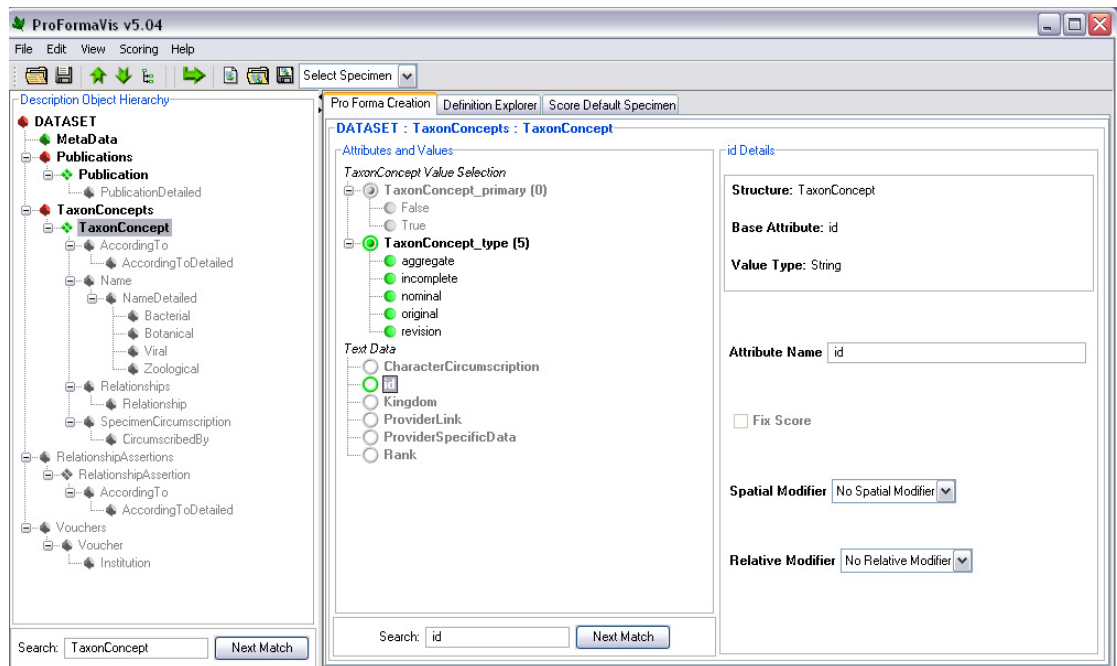 ProFormaVis v5.04
File Edit View Scoring Help
Select Specimen
Description Object Hierarchy
DATASET
MetaData
Publications
Publication
PublicationDetailed
TaxonConcepts
TaxonConcept
AccordingTo
AccordingToDetailed
Name
NameDetailed
Bacterial
Botanical
Viral
Zoological
Relationships
Relationship
SpecimenCircumscription
CircumscribedBy
RelationshipAssertions
RelationshipAssertion
AccordingTo
AccordingToDetailed
Vouchers
Voucher
Institution
Search: TaxonConcept Next Match
Pro Forma Creation Definition Explorer Score Default Specimen
DATASET : TaxonConcepts : TaxonConcept
Attributes and Values
TaxonConcept Value Selection
TaxonConcept_primary (0)
False
True
TaxonConcept_type (5)
aggregate
incomplete
nominal
original
revision
Text Data
CharacterCircumscription
id
Kingdom
ProviderLink
ProviderSpecificData
Rank
Search: id Next Match
id Details
Structure: TaxonConcept
Base Attribute: id
Value Type: String
Attribute Name id
Fix Score
Spatial Modifier No Spatial Modifier
Relative Modifier No Relative Modifier